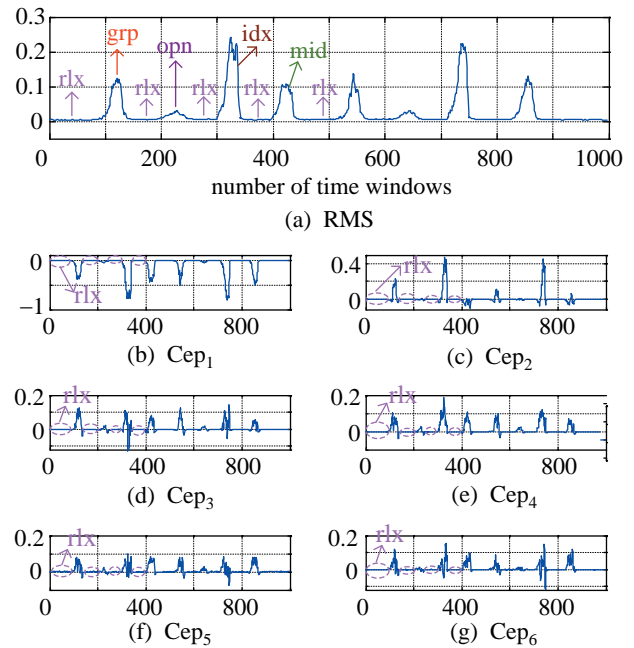 0.3
0.2
0.1
0
grp
opn
idx
mid
rlx
rlx
rlx
rlx
rlx
0 200 400 600 800 1000
number of time windows
(a) RMS
0
−1
rlx
400 800
(b) Cep1
0.4
0
rlx
0 400 800
(c) Cep2
0.2
0
rlx
0 400 800
(d) Cep3
0.2
0
rlx
0 400 800
(e) Cep4
0.2
0
rlx
0 400 800
(f) Cep5
0.2
0
rlx
0 400 800
(g) Cep6